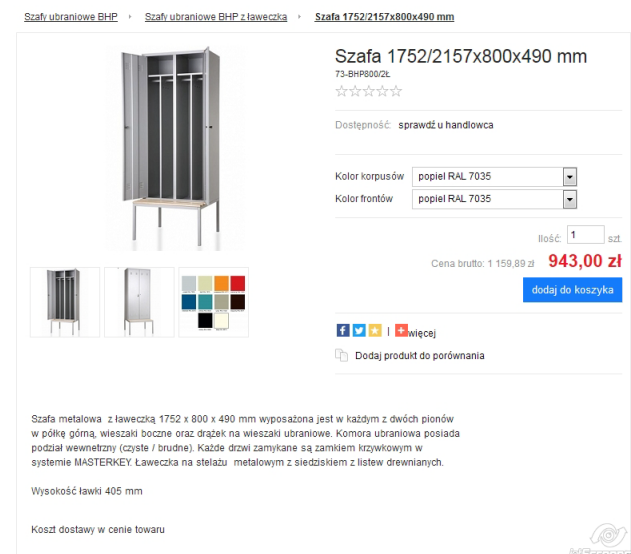 Szafy ubraniowe BHP › Szafy ubraniowe BHP z ławeczka › Szafa 1752/2157x800x490 mm
Szafa 1752/2157x800x490 mm
73-BHP800/2Ł
Dostępność: sprawdź u handlowca
Kolor korpusów popiel RAL 7035
Kolor frontów popiel RAL 7035
Ilość: 1 szt.
Cena brutto: 1 159,89 zł 943,00 zł
dodaj do koszyka
| więcej
Dodaj produkt do porównania
Szafa metalowa z ławeczką 1752 x 800 x 490 mm wyposażona jest w każdym z dwóch pionów
w półkę górną, wieszaki boczne oraz drążek na wieszaki ubraniowe. Komora ubraniowa posiada
podział wewnetrzny (czyste / brudne). Każde drzwi zamykane są zamkiem krzywkowym w
systemie MASTERKEY. Ławeczka na stelażu metalowym z siedziskiem z listew drewnianych.
Wysokość ławki 405 mm
Koszt dostawy w cenie towaru